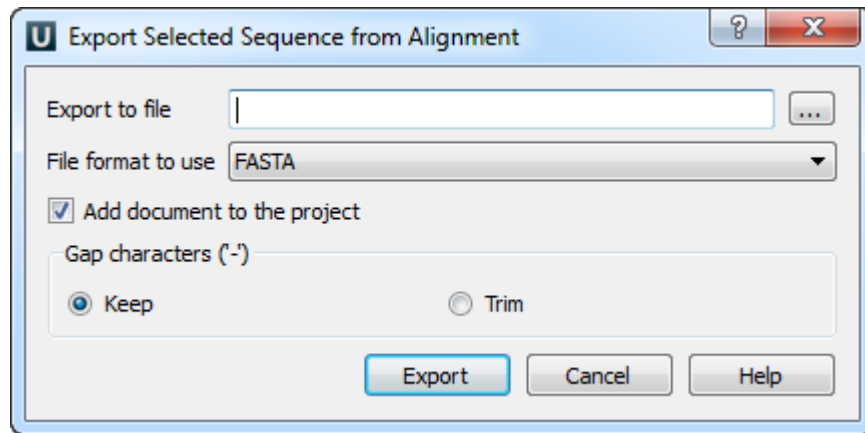 U Export Selected Sequence from Alignment ?
Export to file ...
File format to use FASTA
Add document to the project
Gap characters ('-')
Keep Trim
Export Cancel Help